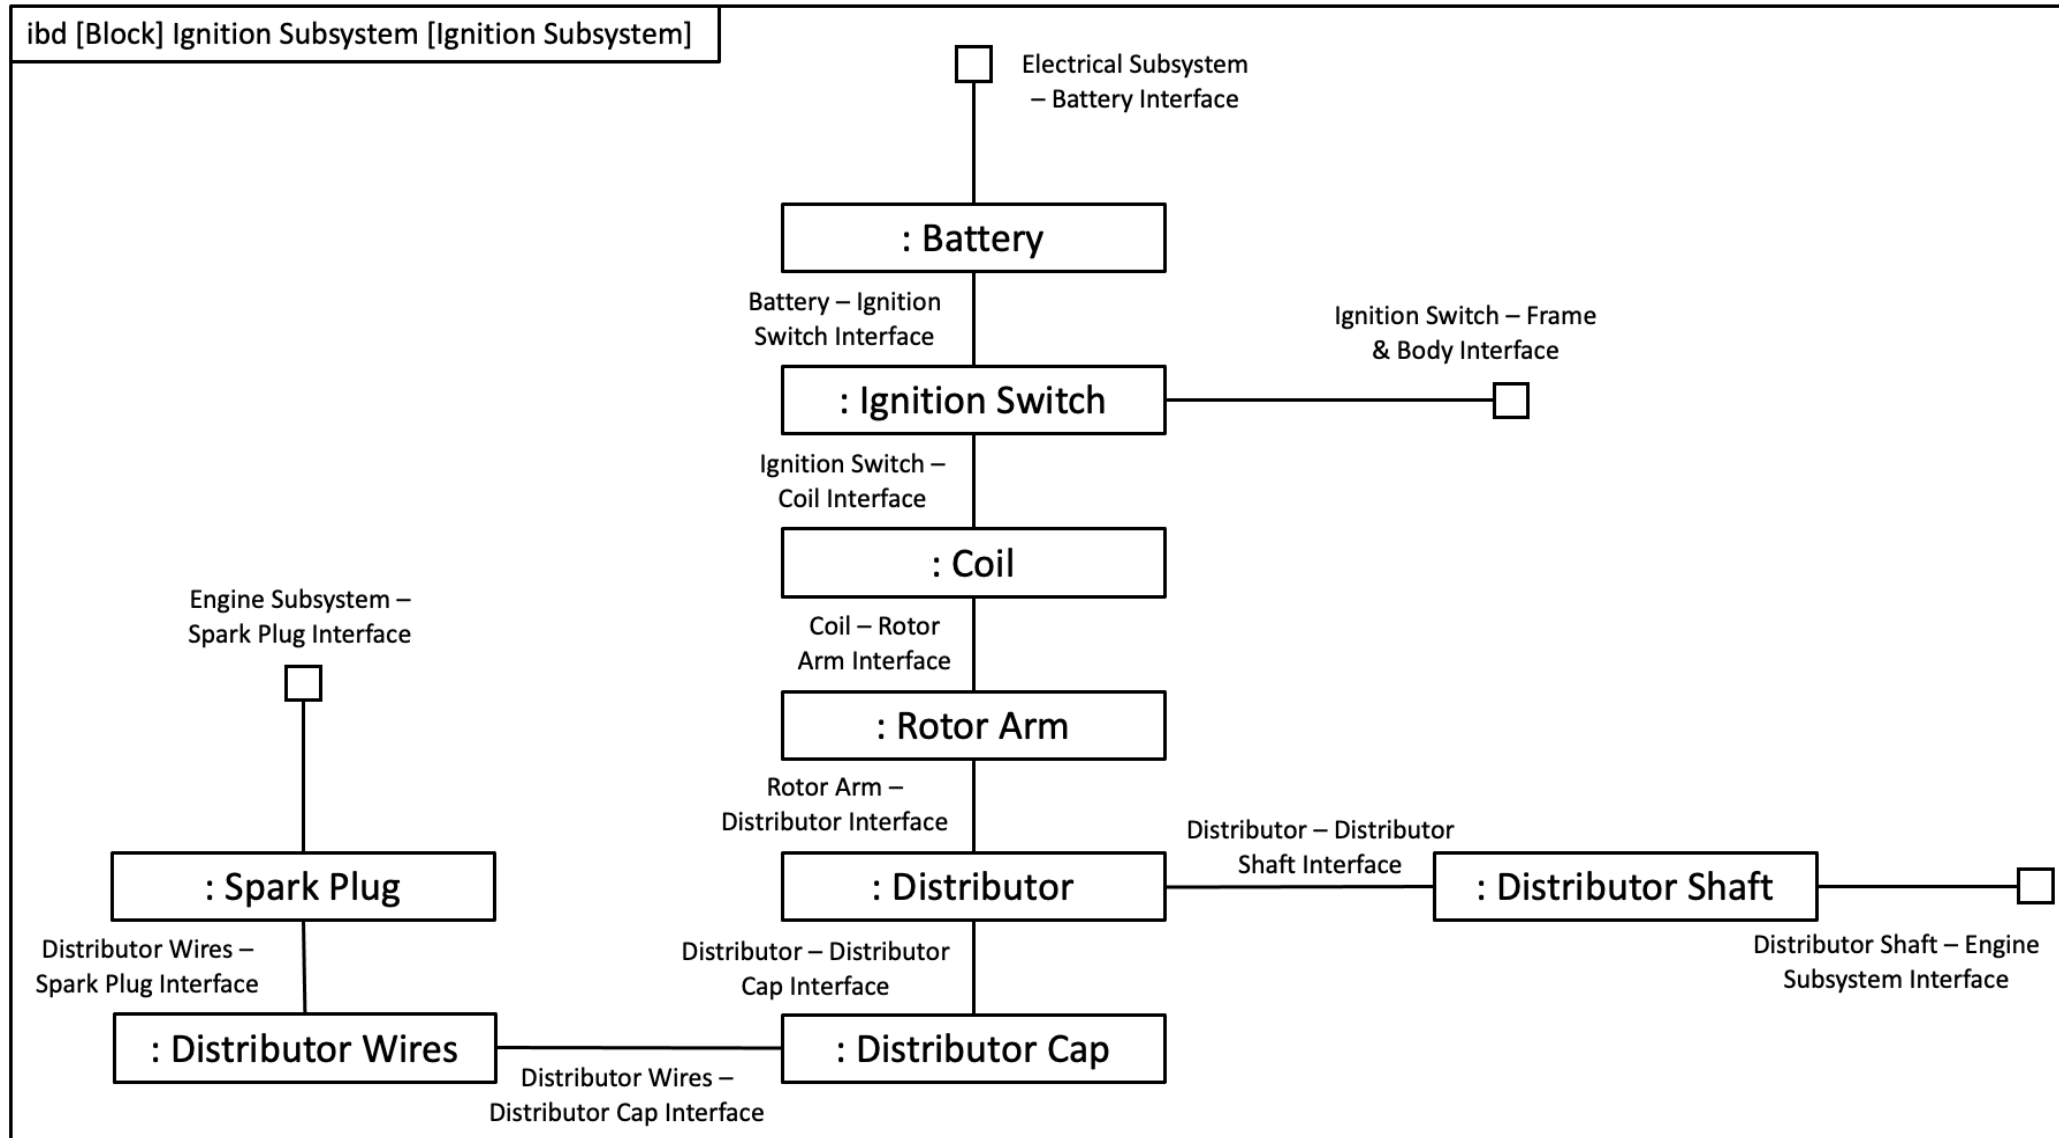 ibd [Block] Ignition Subsystem [Ignition Subsystem]
Electrical Subsystem
– Battery Interface
: Battery
Battery – Ignition
Switch Interface
Ignition Switch – Frame
& Body Interface
: Ignition Switch
Ignition Switch –
Coil Interface
: Coil
Engine Subsystem –
Spark Plug Interface
Coil – Rotor
Arm Interface
: Rotor Arm
Rotor Arm –
Distributor Interface
Distributor – Distributor
Shaft Interface
: Spark Plug
: Distributor
: Distributor Shaft
Distributor Wires –
Spark Plug Interface
Distributor – Distributor
Cap Interface
Distributor Shaft – Engine
Subsystem Interface
: Distributor Wires
: Distributor Cap
Distributor Wires –
Distributor Cap Interface